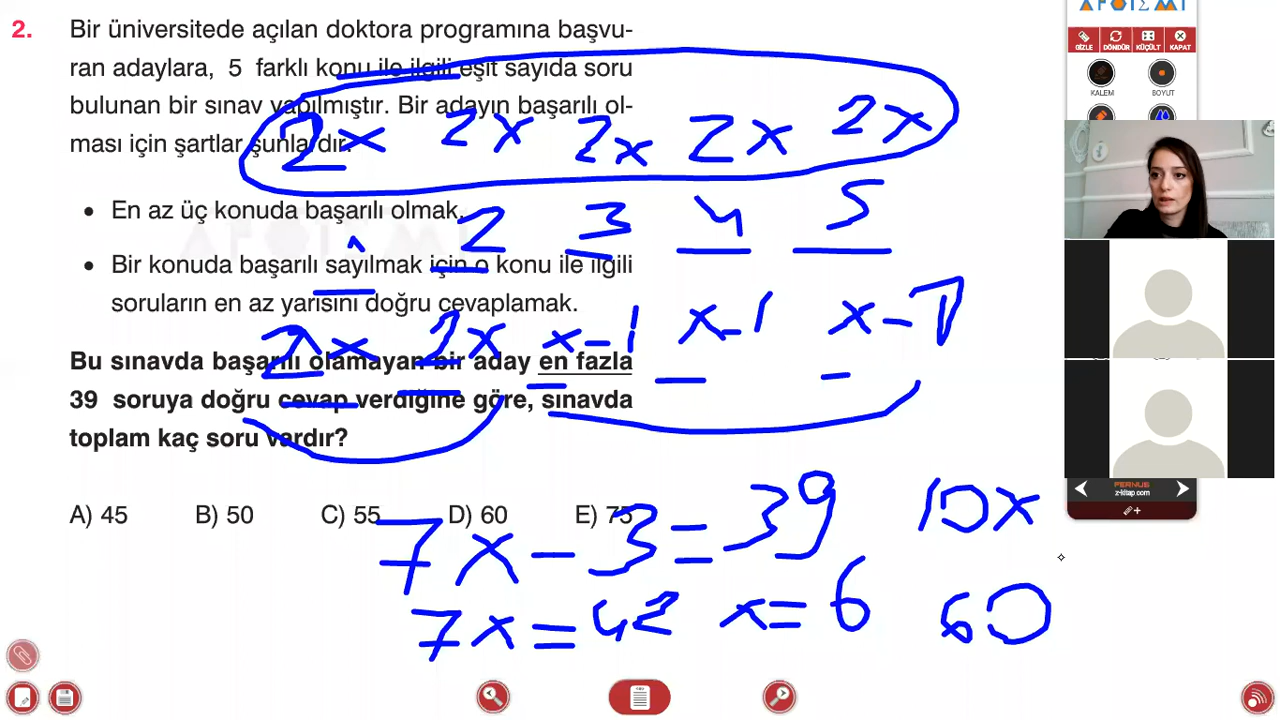 2. Bir üniversitede açılan doktora programına başvu-
ran adaylara, 5 farklı konu ile ilgili eşit sayıda soru
bulunan bir sınav yapılmıştır. Bir adayın başarılı ol-
ması için şartlar şunlardır.
2x 2x 2x 2x 2x
• En az üç konuda başarılı olmak,
2 3 4 5
• Bir konuda başarılı sayılmak için o konu ile ilgili
soruların en az yarısını doğru cevaplamak.
2x 2x x-1 x-1 x-1
Bu sınavda başarılı olamayan bir aday en fazla
39 soruya doğru cevap verdiğine göre, sınavda
toplam kaç soru vardır?
A) 45 B) 50 C) 55 D) 60 E) 75
7x-3=39 10x
7x=42 x=6 60
GİZLE DÖNDÜR KÜÇÜLT KAPAT
KALEM BOYUT
PERNUS
z-kitap.com